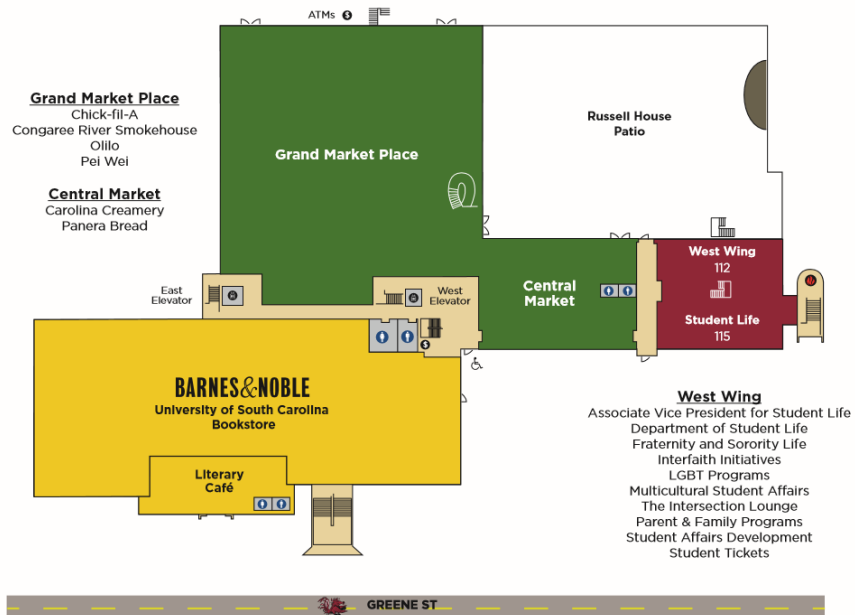 ATMs $
Grand Market Place
Chick-fil-A
Congaree River Smokehouse
Olilo
Pei Wei
Central Market
Carolina Creamery
Panera Bread
Grand Market Place
Russell House
Patio
West Wing
112
Student Life
115
East
Elevator
West
Elevator
Central
Market
$
BARNES&NOBLE
University of South Carolina
Bookstore
Literary
Café
West Wing
Associate Vice President for Student Life
Department of Student Life
Fraternity and Sorority Life
Interfaith Initiatives
LGBT Programs
Multicultural Student Affairs
The Intersection Lounge
Parent & Family Programs
Student Affairs Development
Student Tickets
GREENE ST